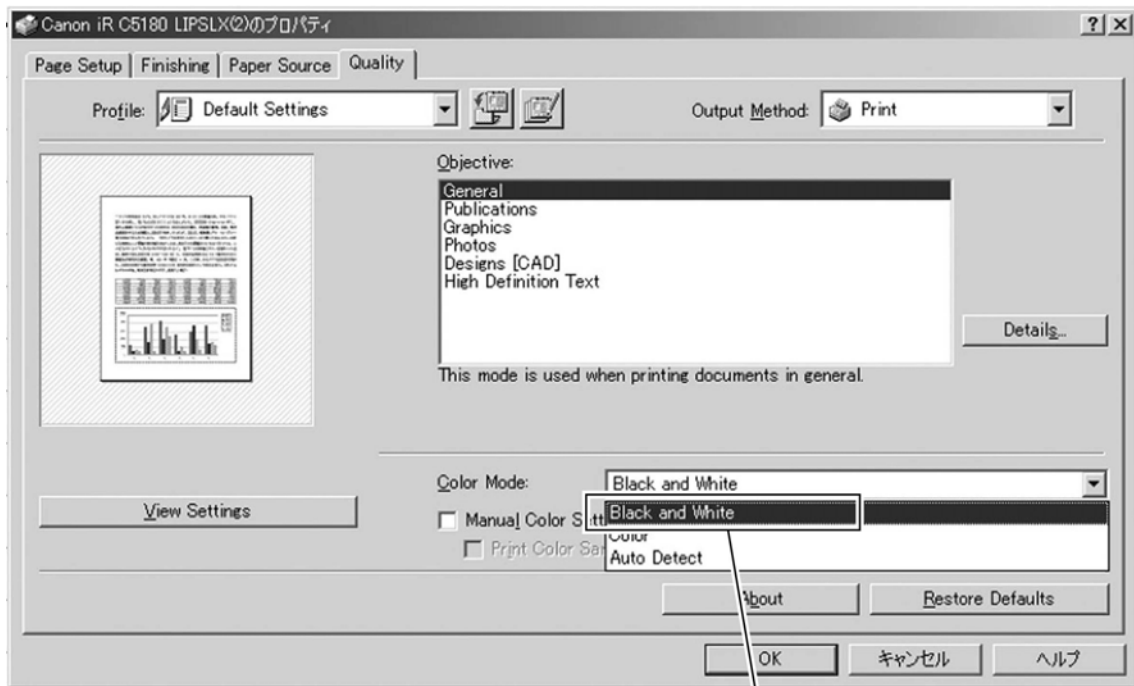 Canon iR C5180 LIPSLX(2)のプロパティ
? ×
Page Setup Finishing Paper Source Quality
Profile: Default Settings
Output Method: Print
Objective:
General
Publications
Graphics
Photos
Designs [CAD]
High Definition Text
Details...
This mode is used when printing documents in general.
Color Mode: Black and White
View Settings
Black and White
Manual Color Sett
Color
Print Color Sa
Auto Detect
About Restore Defaults
OK キャンセル ヘルプ